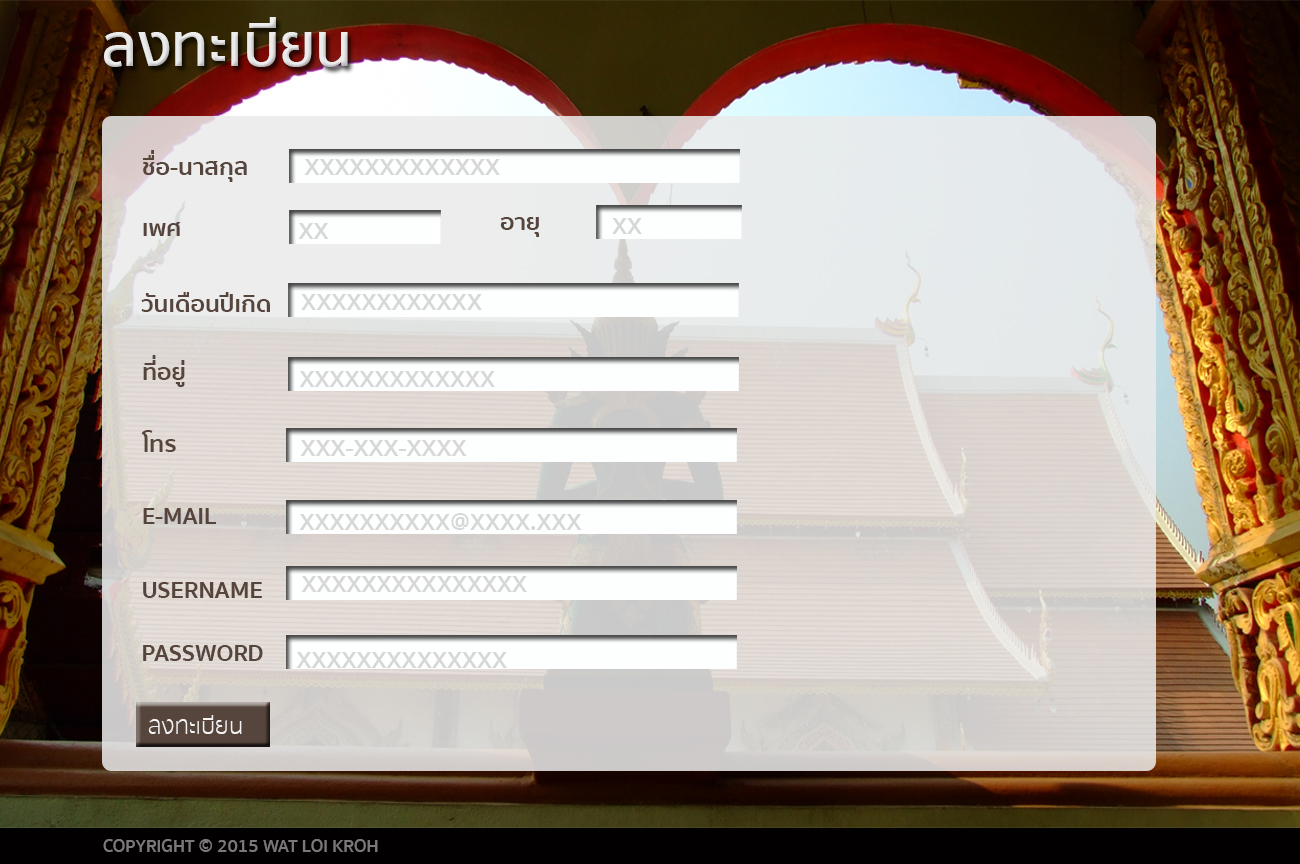 ลงทะเบียน
ชื่อ-นาสกุล XXXXXXXXXXXXX
เพศ XX อายุ XX
วันเดือนปีเกิด XXXXXXXXXXXX
ที่อยู่ XXXXXXXXXXXXX
โทร XXX-XXX-XXXX
E-MAIL XXXXXXXXXX@XXXX.XXX
USERNAME XXXXXXXXXXXXXXX
PASSWORD XXXXXXXXXXXXXX
ลงทะเบียน
COPYRIGHT © 2015 WAT LOI KROH